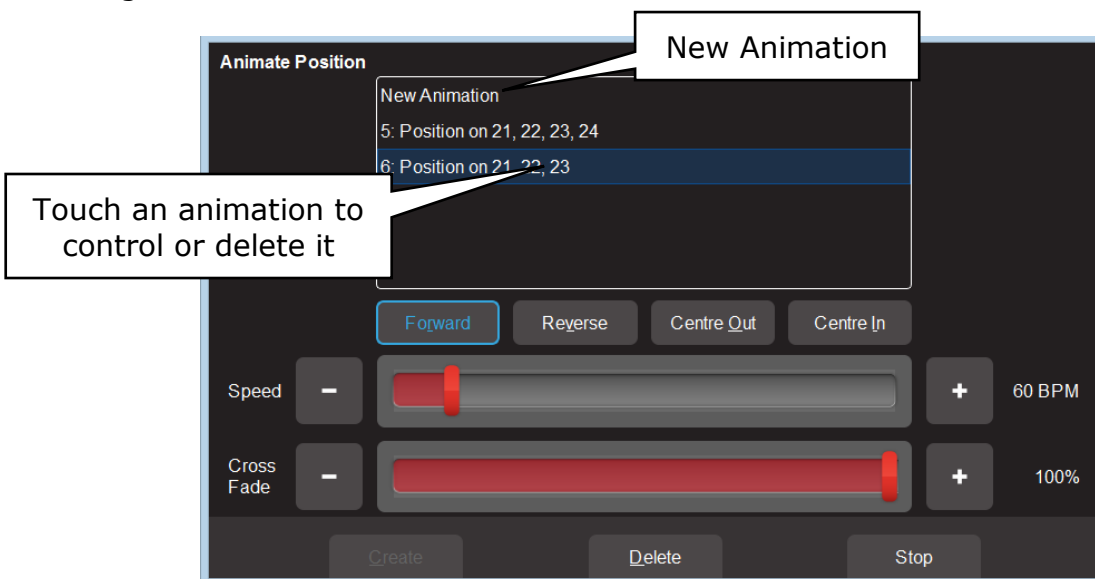 New Animation
Animate Position
New Animation
5: Position on 21, 22, 23, 24
6: Position on 21, 22, 23
Touch an animation to
control or delete it
Forward Reverse Centre Out Centre In
Speed - + 60 BPM
Cross
Fade - + 100%
Create Delete Stop